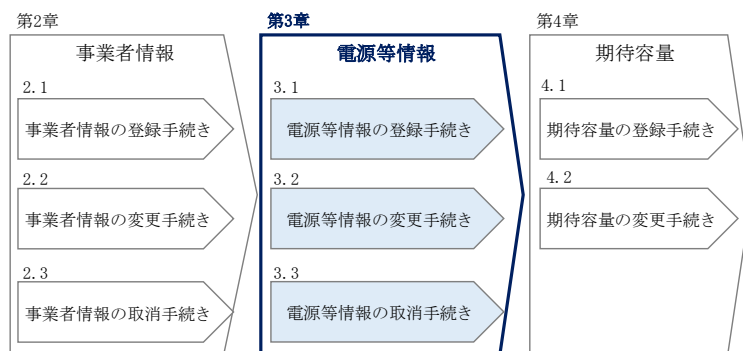 第2章
事業者情報
2.1
事業者情報の登録手続き
2.2
事業者情報の変更手続き
2.3
事業者情報の取消手続き
第3章
電源等情報
3.1
電源等情報の登録手続き
3.2
電源等情報の変更手続き
3.3
電源等情報の取消手続き
第4章
期待容量
4.1
期待容量の登録手続き
4.2
期待容量の変更手続き